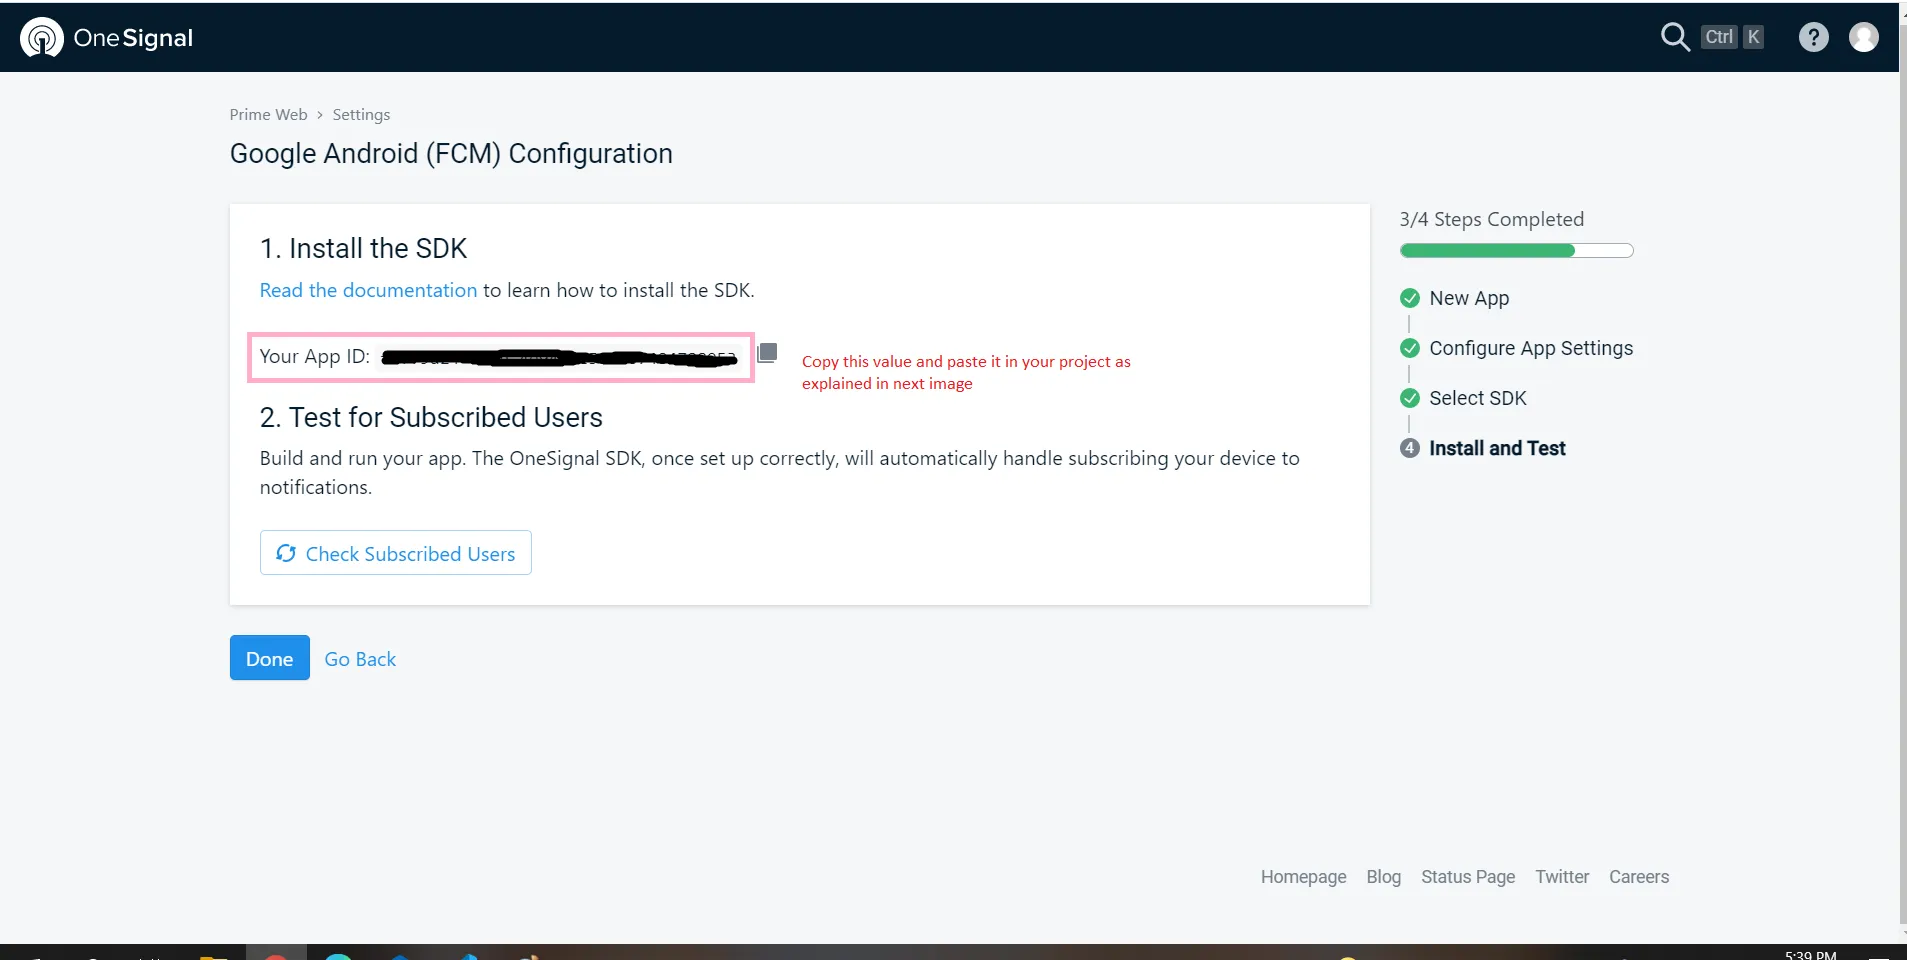 OneSignal
Ctrl K
?
Prime Web > Settings
Google Android (FCM) Configuration
1. Install the SDK
Read the documentation to learn how to install the SDK.
Your App ID:
Copy this value and paste it in your project as
explained in next image
2. Test for Subscribed Users
Build and run your app. The OneSignal SDK, once set up correctly, will automatically handle subscribing your device to
notifications.
Check Subscribed Users
Done Go Back
3/4 Steps Completed
New App
Configure App Settings
Select SDK
4 Install and Test
Homepage Blog Status Page Twitter Careers
5:39 PM